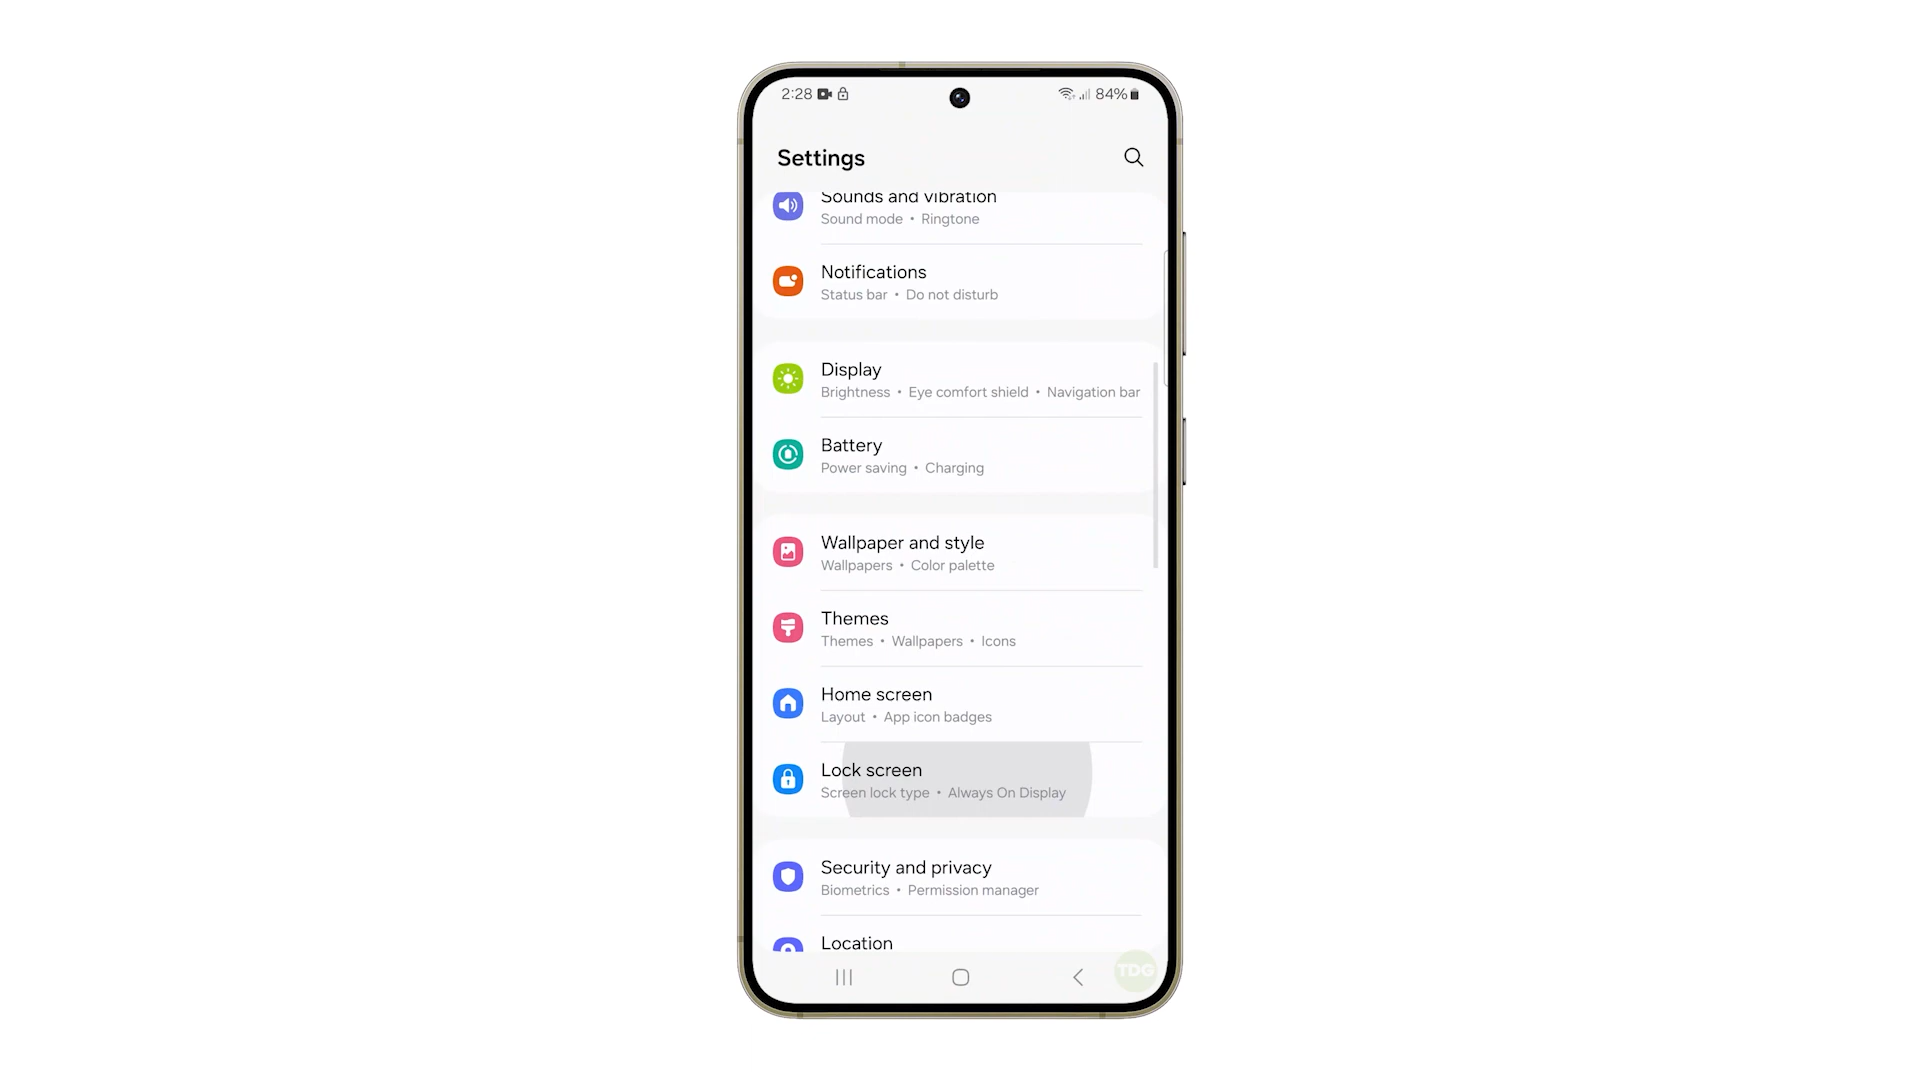 2:28
84%
Settings
Sounds and vibration
Sound mode • Ringtone
Notifications
Status bar • Do not disturb
Display
Brightness • Eye comfort shield • Navigation bar
Battery
Power saving • Charging
Wallpaper and style
Wallpapers • Color palette
Themes
Themes • Wallpapers • Icons
Home screen
Layout • App icon badges
Lock screen
Screen lock type • Always On Display
Security and privacy
Biometrics • Permission manager
Location
TDG